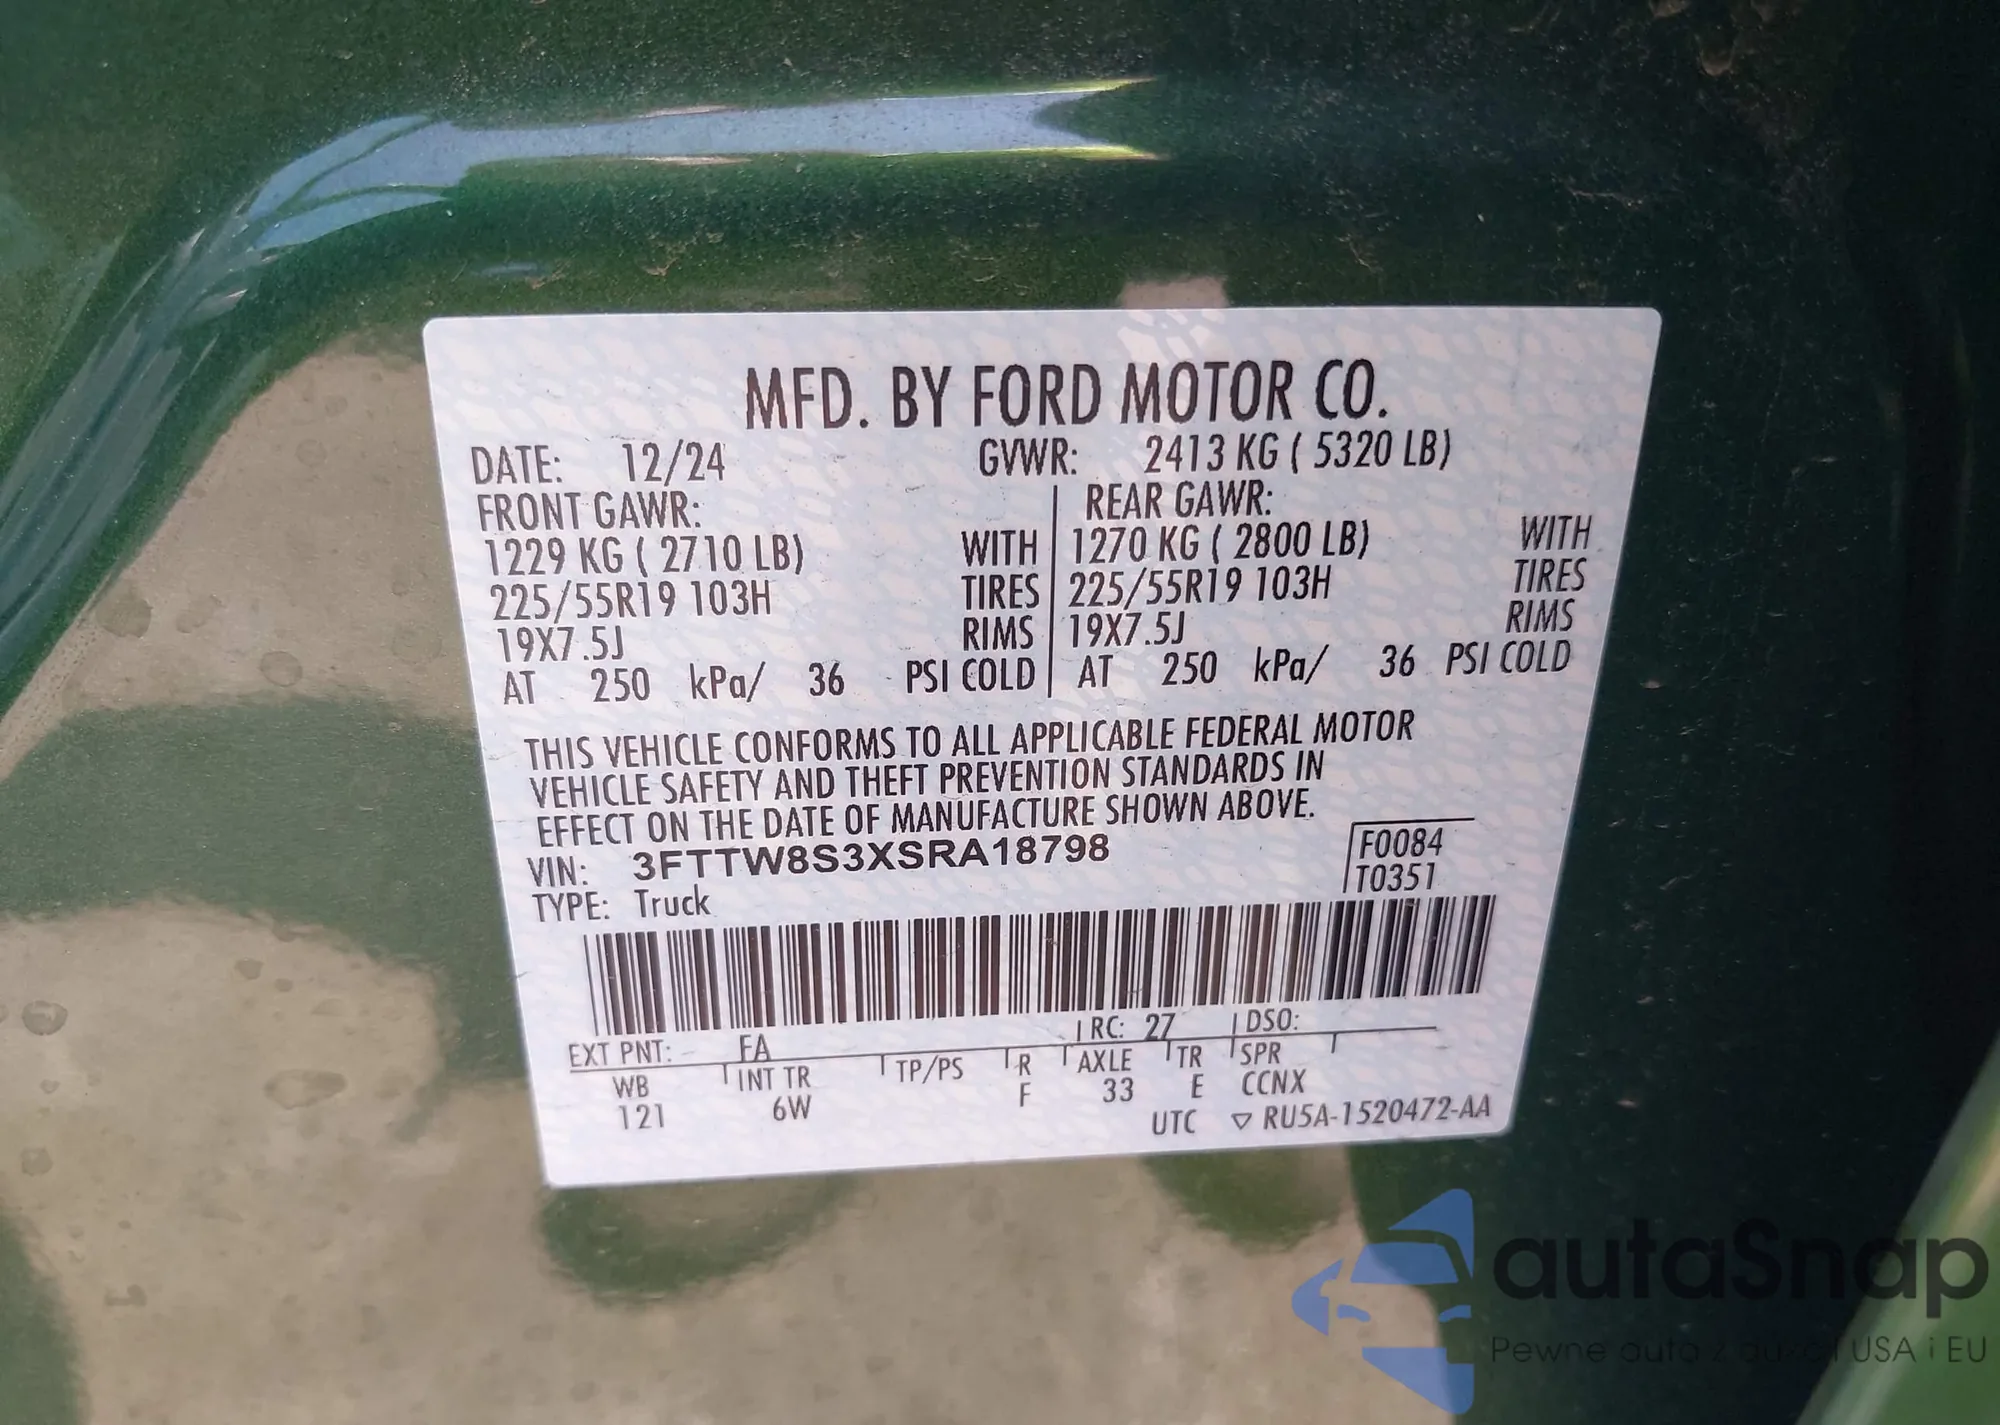 MFD. BY FORD MOTOR CO.
DATE: 12/24 GVWR: 2413 KG ( 5320 LB)
FRONT GAWR: REAR GAWR:
1229 KG ( 2710 LB) WITH 1270 KG ( 2800 LB) WITH
225/55R19 103H TIRES 225/55R19 103H TIRES
19X7.5J RIMS 19X7.5J RIMS
AT 250 kPa/ 36 PSI COLD AT 250 kPa/ 36 PSI COLD
THIS VEHICLE CONFORMS TO ALL APPLICABLE FEDERAL MOTOR
VEHICLE SAFETY AND THEFT PREVENTION STANDARDS IN
EFFECT ON THE DATE OF MANUFACTURE SHOWN ABOVE.
VIN: 3FTTW8S3XSRA18798 F0084
TYPE: Truck T0351
EXT PNT: FA RC: 27 DSO:
WB INT TR TP/PS R AXLE TR SPR
121 6W F 33 E CCNX
UTC ▽ RU5A-1520472-AA
autaSnap
Pewne auto z aukcji USA i EU